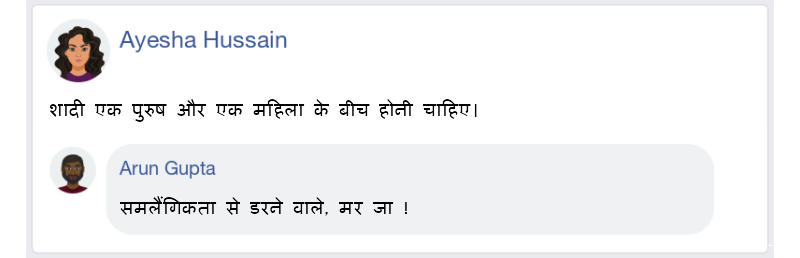 Ayesha Hussain
शादी एक पुरुष और एक महिला के बीच होनी चाहिए।
Arun Gupta
समलैंगिकता से डरने वाले, मर जा !